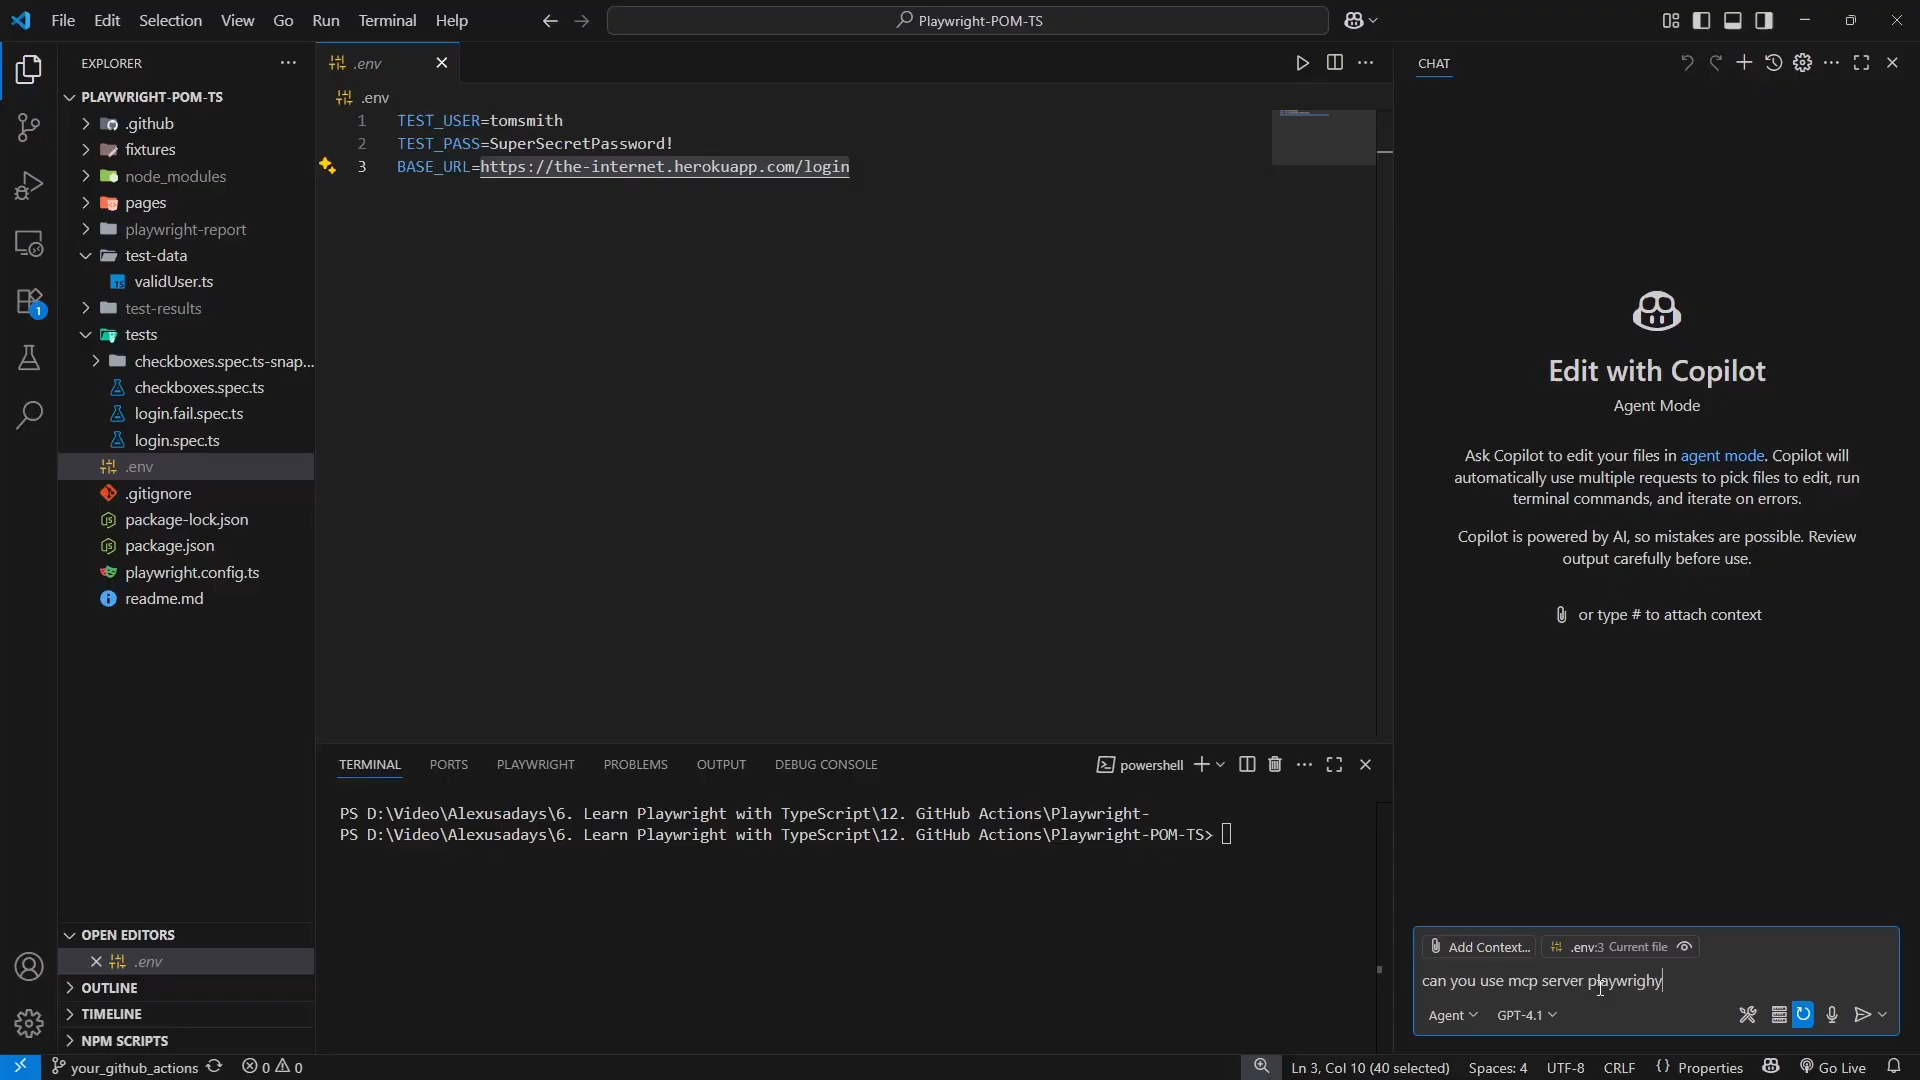 File Edit Selection View Go Run Terminal Help
Playwright-POM-TS
EXPLORER
PLAYWRIGHT-POM-TS
.github
fixtures
node_modules
pages
playwright-report
test-data
validUser.ts
test-results
tests
checkboxes.spec.ts-snap...
checkboxes.spec.ts
login.fail.spec.ts
login.spec.ts
.env
.gitignore
package-lock.json
package.json
playwright.config.ts
readme.md
OPEN EDITORS
.env
OUTLINE
TIMELINE
NPM SCRIPTS
.env
.env
1 TEST_USER=tomsmith
2 TEST_PASS=SuperSecretPassword!
3 BASE_URL=https://the-internet.herokuapp.com/login
TERMINAL PORTS PLAYWRIGHT PROBLEMS OUTPUT DEBUG CONSOLE
powershell
PS D:\Video\Alexusadays\6. Learn Playwright with TypeScript\12. GitHub Actions\Playwright-
PS D:\Video\Alexusadays\6. Learn Playwright with TypeScript\12. GitHub Actions\Playwright-POM-TS>
CHAT
Edit with Copilot
Agent Mode
Ask Copilot to edit your files in agent mode. Copilot will
automatically use multiple requests to pick files to edit, run
terminal commands, and iterate on errors.
Copilot is powered by AI, so mistakes are possible. Review
output carefully before use.
or type # to attach context
Add Context... .env:3 Current file
can you use mcp server playwrighy
Agent GPT-4.1
your_github_actions 0 0
Ln 3, Col 10 (40 selected) Spaces: 4 UTF-8 CRLF {} Properties Go Live
1